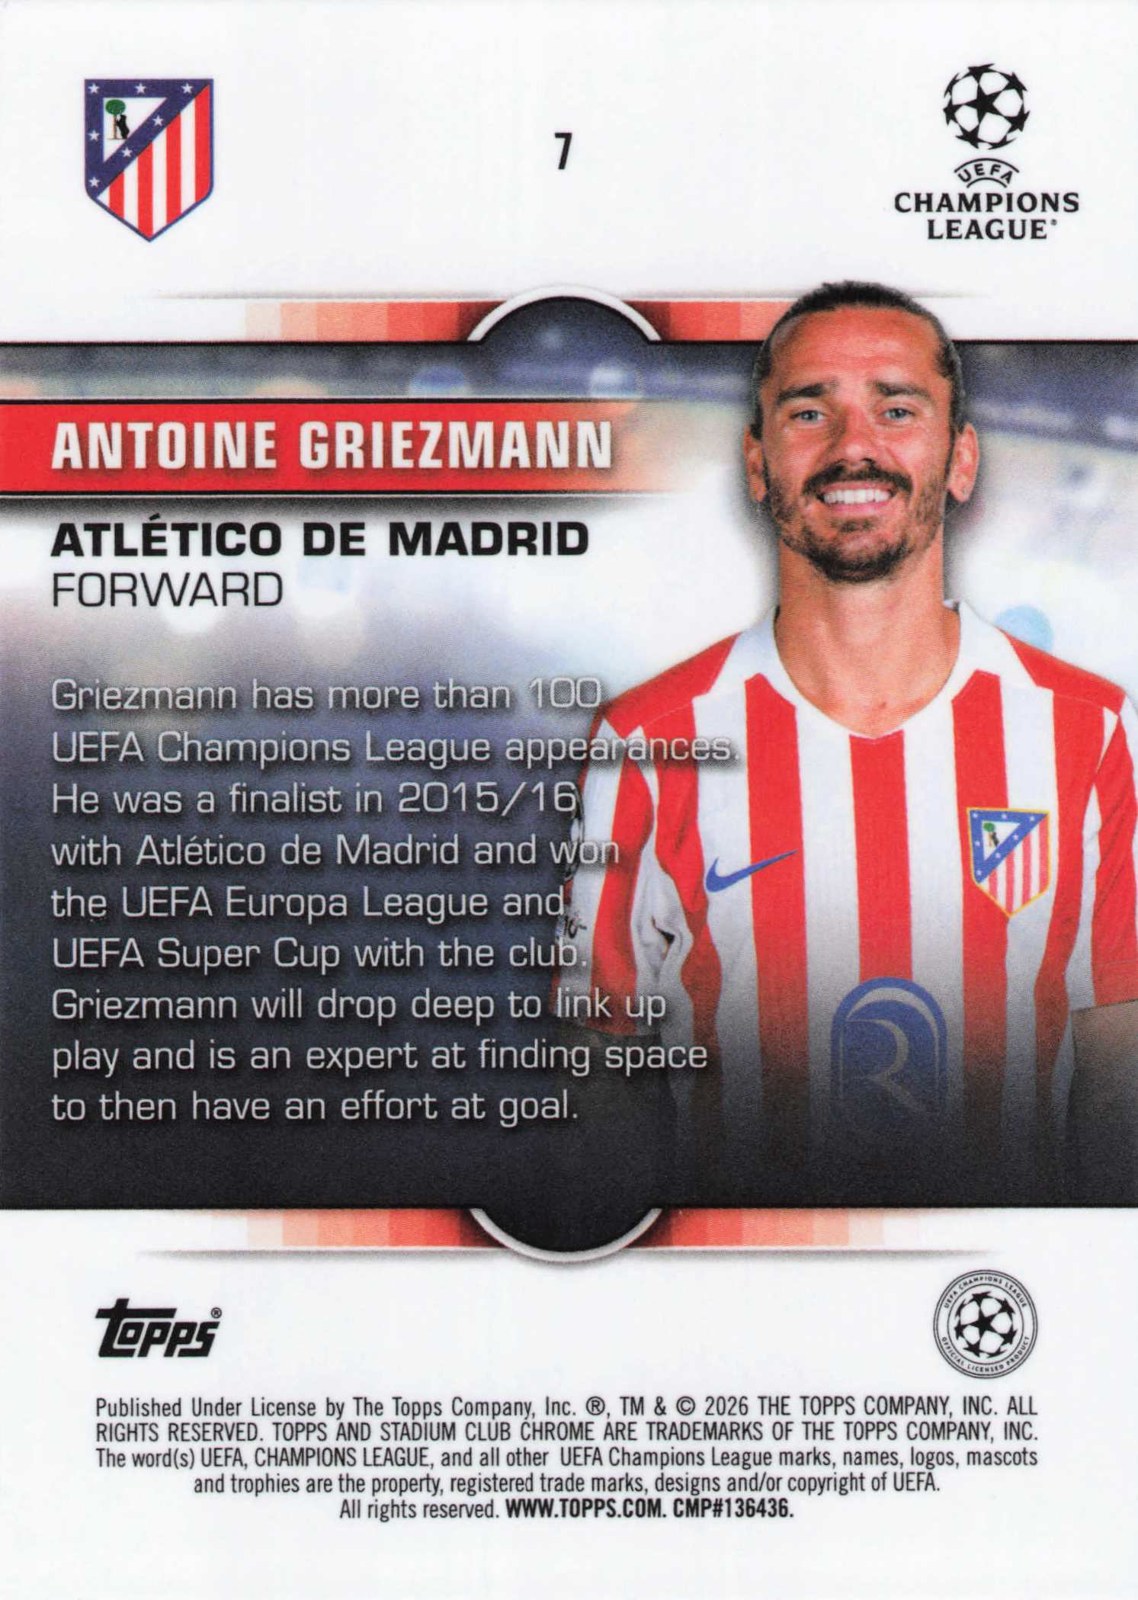 7
UEFA
CHAMPIONS
LEAGUE®
ANTOINE GRIEZMANN
ATLÉTICO DE MADRID
FORWARD
Griezmann has more than 100
UEFA Champions League appearances.
He was a finalist in 2015/16
with Atlético de Madrid and won
the UEFA Europa League and
UEFA Super Cup with the club.
Griezmann will drop deep to link up
play and is an expert at finding space
to then have an effort at goal.
R
Topps®
UEFA CHAMPIONS LEAGUE
OFFICIAL LICENSED PRODUCT
Published Under License by The Topps Company, Inc. ®, TM & © 2026 THE TOPPS COMPANY, INC. ALL
RIGHTS RESERVED. TOPPS AND STADIUM CLUB CHROME ARE TRADEMARKS OF THE TOPPS COMPANY, INC.
The word(s) UEFA, CHAMPIONS LEAGUE, and all other UEFA Champions League marks, names, logos, mascots
and trophies are the property, registered trade marks, designs and/or copyright of UEFA.
All rights reserved. WWW.TOPPS.COM. CMP#136436.